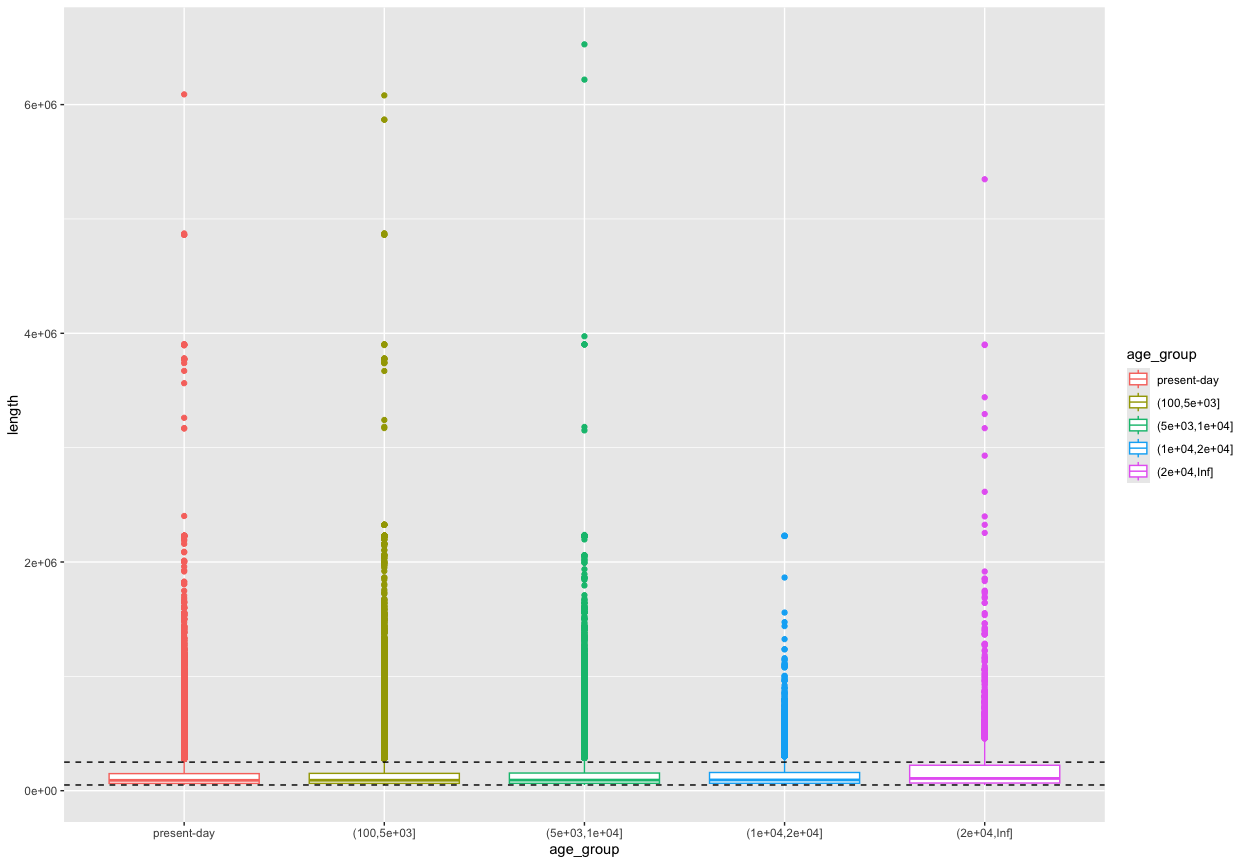 6e+06
4e+06
2e+06
0e+00
length
present-day
(100,5e+03]
(5e+03,1e+04]
(1e+04,2e+04]
(2e+04,Inf]
age_group
age_group
present-day
(100,5e+03]
(5e+03,1e+04]
(1e+04,2e+04]
(2e+04,Inf]